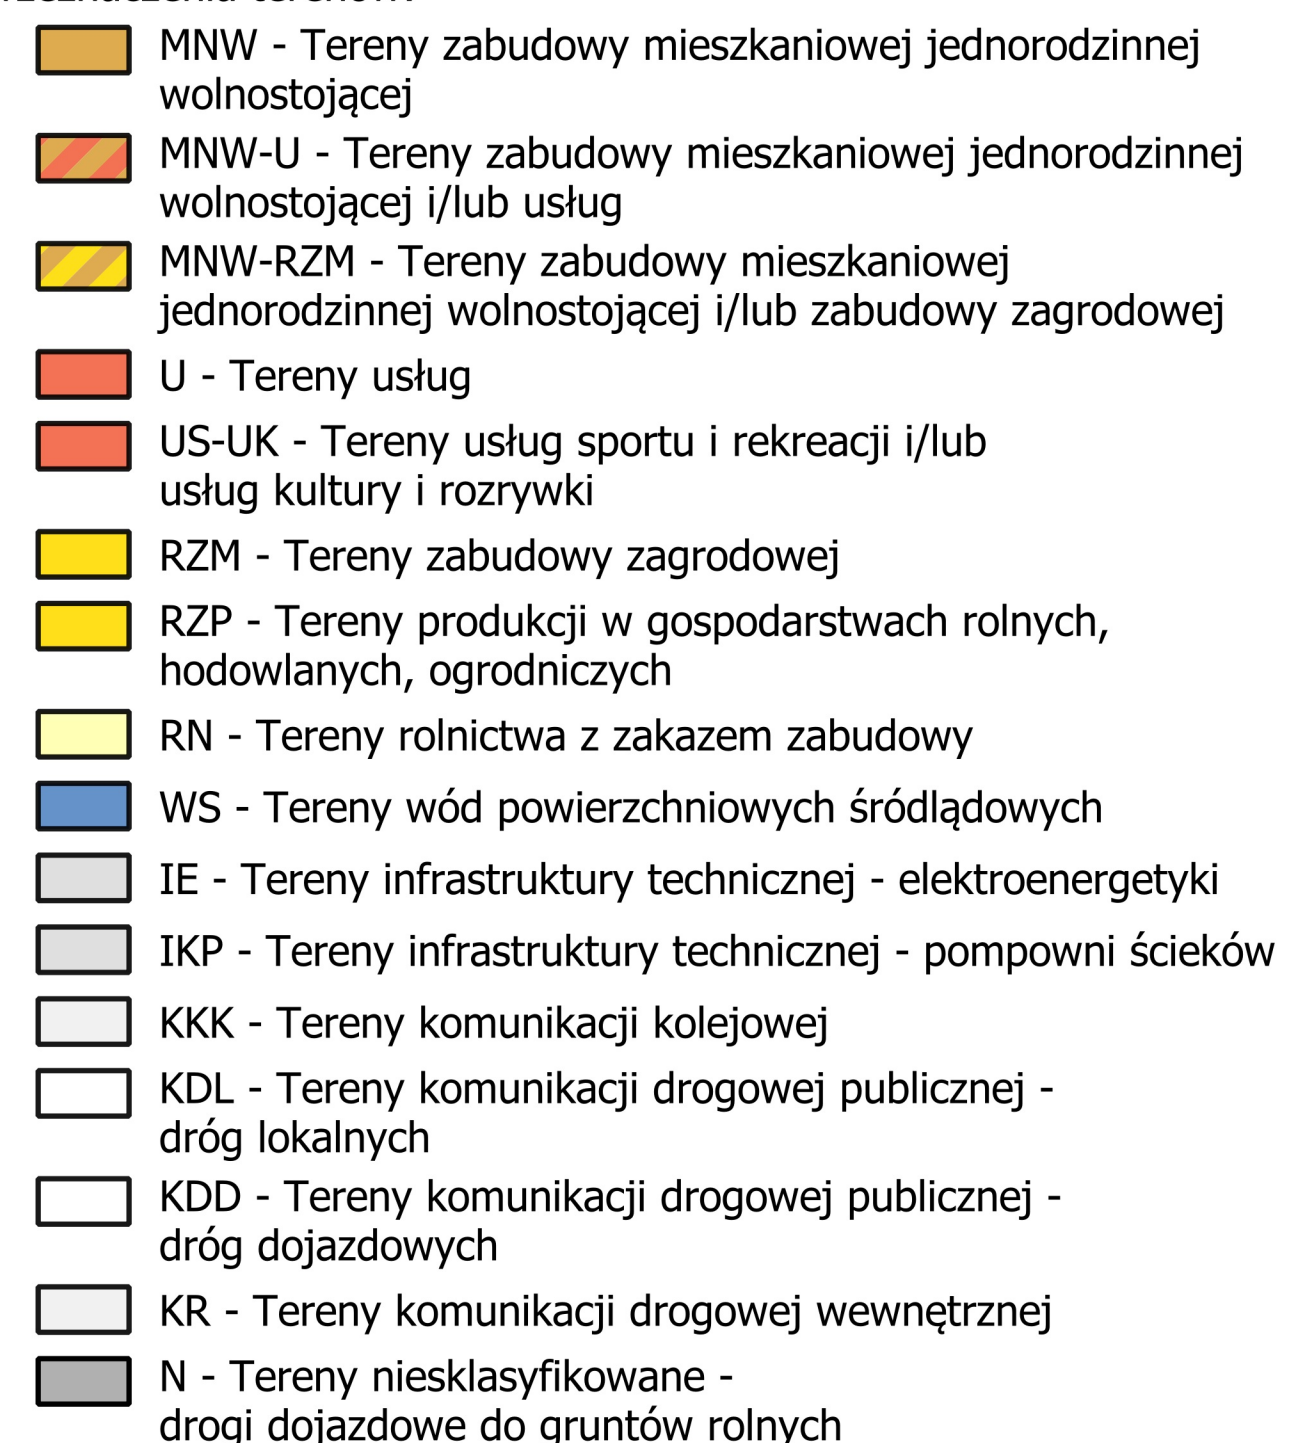 MNW - Tereny zabudowy mieszkaniowej jednorodzinnej
wolnostojącej
MNW-U - Tereny zabudowy mieszkaniowej jednorodzinnej
wolnostojącej i/lub usług
MNW-RZM - Tereny zabudowy mieszkaniowej
jednorodzinnej wolnostojącej i/lub zabudowy zagrodowej
U - Tereny usług
US-UK - Tereny usług sportu i rekreacji i/lub
usług kultury i rozrywki
RZM - Tereny zabudowy zagrodowej
RZP - Tereny produkcji w gospodarstwach rolnych,
hodowlanych, ogrodniczych
RN - Tereny rolnictwa z zakazem zabudowy
WS - Tereny wód powierzchniowych śródlądowych
IE - Tereny infrastruktury technicznej - elektroenergetyki
IKP - Tereny infrastruktury technicznej - pompowni ścieków
KKK - Tereny komunikacji kolejowej
KDL - Tereny komunikacji drogowej publicznej -
dróg lokalnych
KDD - Tereny komunikacji drogowej publicznej -
dróg dojazdowych
KR - Tereny komunikacji drogowej wewnętrznej
N - Tereny niesklasyfikowane -
drogi dojazdowe do gruntów rolnych